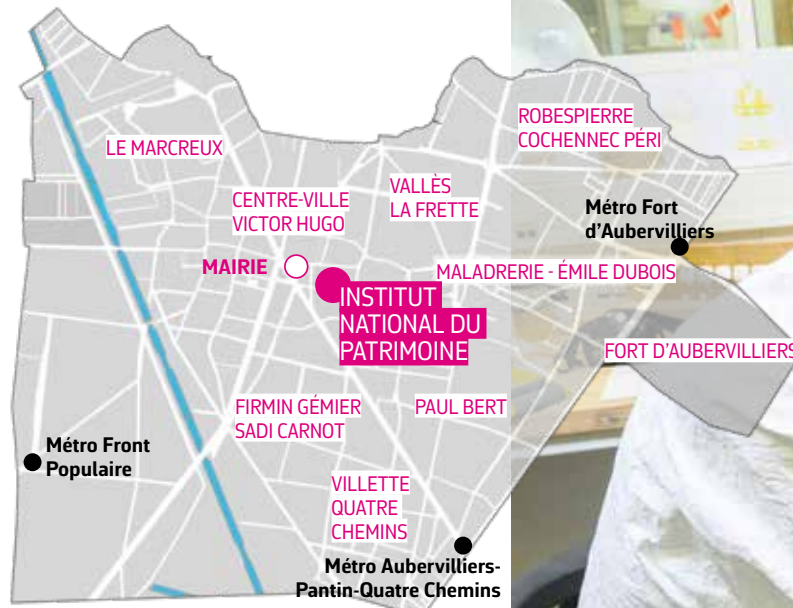 ROBESPIERRE
COCHENNEC PÉRI
LE MARCREUX
VALLÈS
LA FRETTE
CENTRE-VILLE
VICTOR HUGO
Métro Fort
d'Aubervilliers
MAIRIE
MALADRERIE - ÉMILE DUBOIS
INSTITUT
NATIONAL DU
PATRIMOINE
FORT D'AUBERVILLIERS
FIRMIN GÉMIER
SADI CARNOT
PAUL BERT
Métro Front
Populaire
VILLETTE
QUATRE
CHEMINS
Métro Aubervilliers-
Pantin-Quatre Chemins